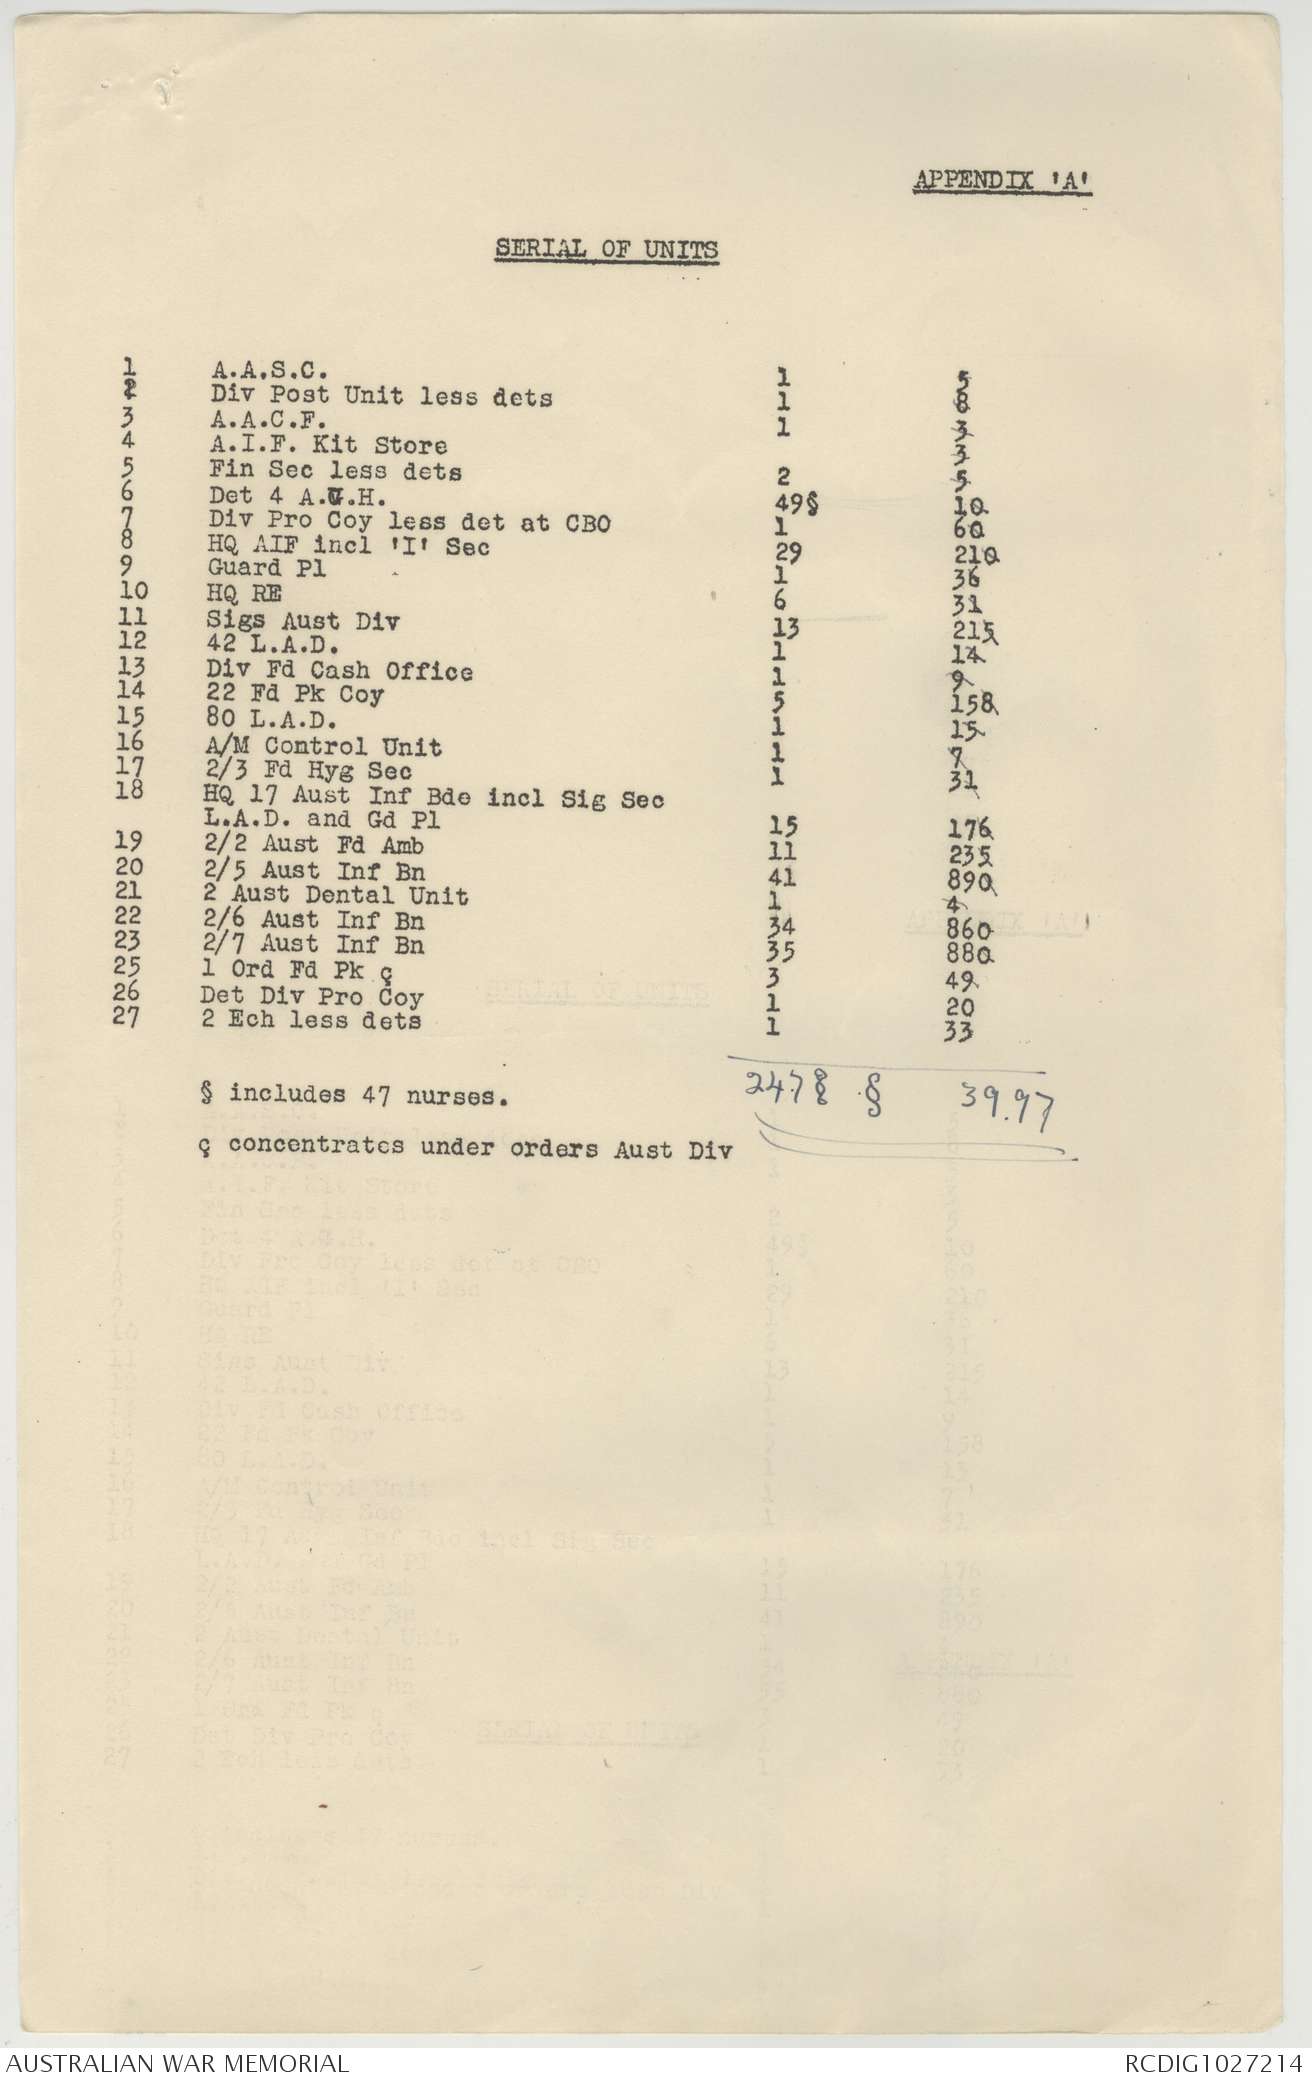 APPENDIX 'A'
SERIAL OF UNITS
1 A.A.S.C. 1 5
2 Div Post Unit less dets 1 8
3 A.A.C.F. 1 3
4 A.I.F. Kit Store 3
5 Fin Sec less dets 2 5
6 Det 4 A.G.H. 49§ 10
7 Div Pro Coy less det at CBO 1 60
8 HQ AIF incl 'I' Sec 29 210
9 Guard Pl 1 36
10 HQ RE 6 31
11 Sigs Aust Div 13 215
12 42 L.A.D. 1 14
13 Div Fd Cash Office 1 9
14 22 Fd Pk Coy 5 158
15 80 L.A.D. 1 15
16 A/M Control Unit 1 7
17 2/3 Fd Hyg Sec 1 31
18 HQ 17 Aust Inf Bde incl Sig Sec
L.A.D. and Gd Pl 15 176
19 2/2 Aust Fd Amb 11 235
20 2/5 Aust Inf Bn 41 890
21 2 Aust Dental Unit 1 4
22 2/6 Aust Inf Bn 34 860
23 2/7 Aust Inf Bn 35 880
25 1 Ord Fd Pk ç 3 49
26 Det Div Pro Coy 1 20
27 2 Ech less dets 1 33
§ includes 47 nurses. 247§ § 39.97
ç concentrates under orders Aust Div
AUSTRALIAN WAR MEMORIAL RCDIG1027214